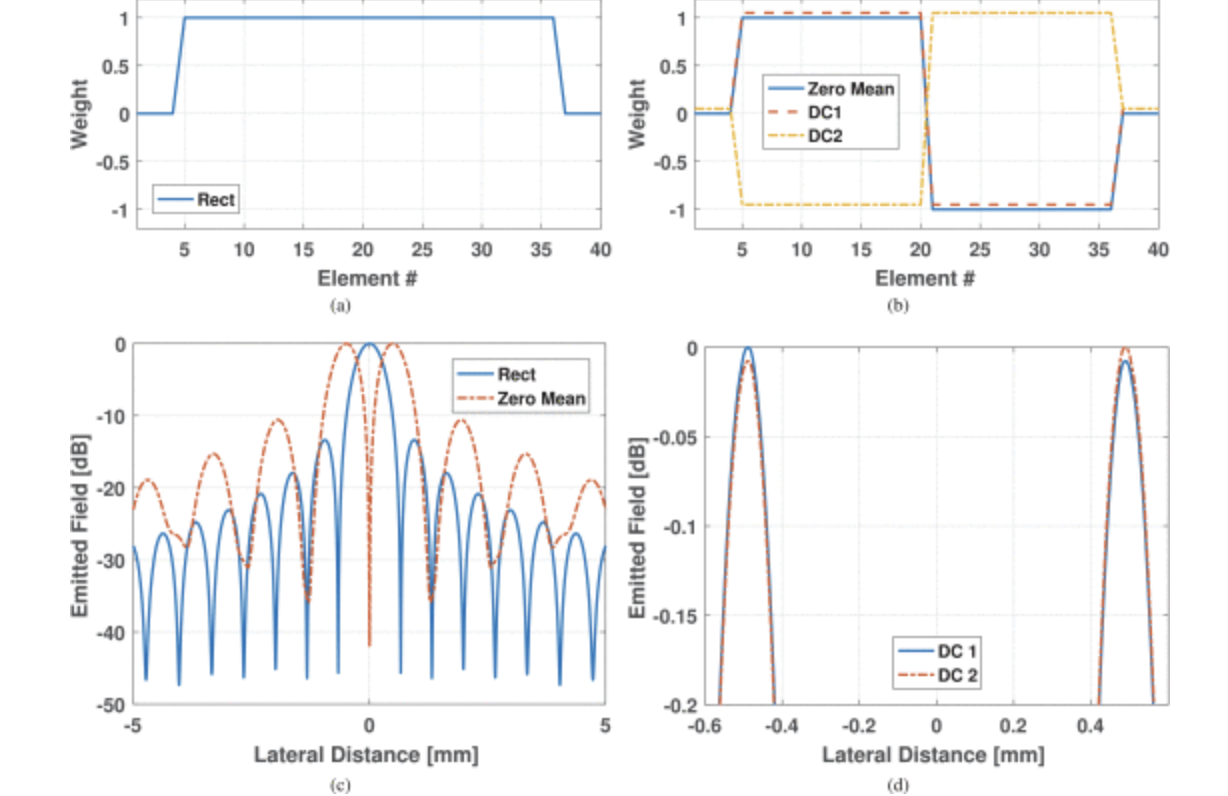 1
0.5
0
-0.5
-1
Weight
Rect
5 10 15 20 25 30 35 40
Element #
(a)
1
0.5
0
-0.5
-1
Weight
Zero Mean
DC1
DC2
5 10 15 20 25 30 35 40
Element #
(b)
0
-10
-20
-30
-40
-50
Emitted Field [dB]
Rect
Zero Mean
-5 0 5
Lateral Distance [mm]
(c)
0
-0.05
-0.1
-0.15
-0.2
Emitted Field [dB]
DC 1
DC 2
-0.6 -0.4 -0.2 0 0.2 0.4
Lateral Distance [mm]
(d)